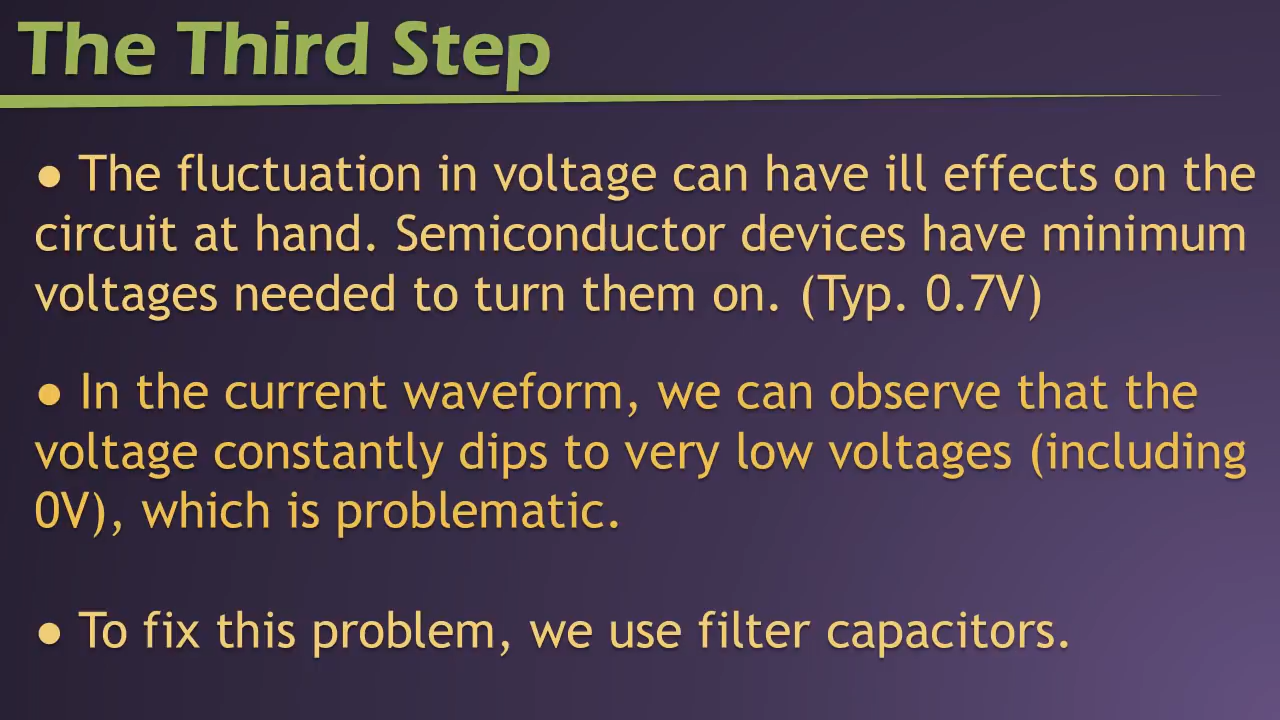 The Third Step
● The fluctuation in voltage can have ill effects on the
circuit at hand. Semiconductor devices have minimum
voltages needed to turn them on. (Typ. 0.7V)
● In the current waveform, we can observe that the
voltage constantly dips to very low voltages (including
0V), which is problematic.
● To fix this problem, we use filter capacitors.